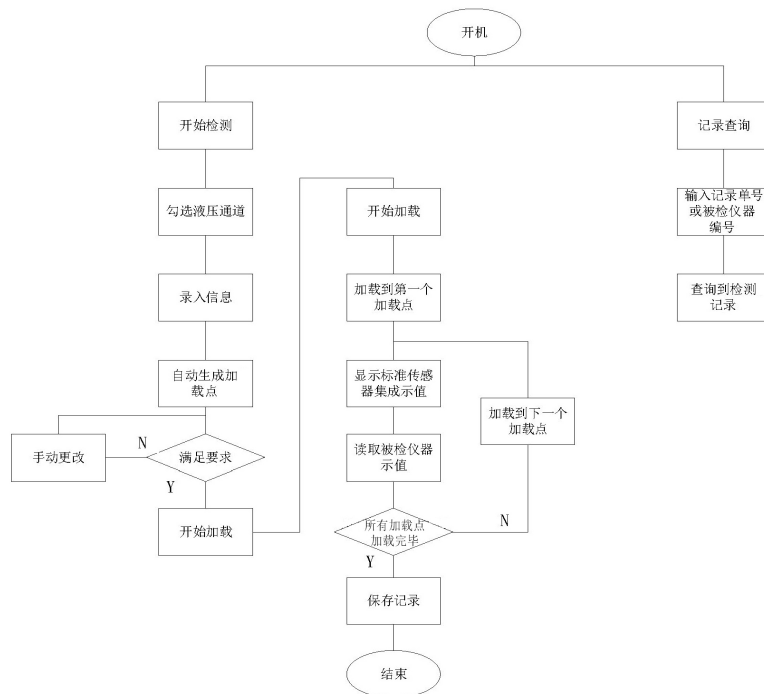 开机
开始检测
勾选液压通道
录入信息
自动生成加
载点
手动更改
N
满足要求
Y
开始加载
开始加载
加载到第一个
加载点
显示标准传感
器集成示值
读取被检仪器
示值
所有加载点
加载完毕
N
加载到下一个
加载点
Y
保存记录
结束
记录查询
输入记录单号
或被检仪器
编号
查询到检测
记录